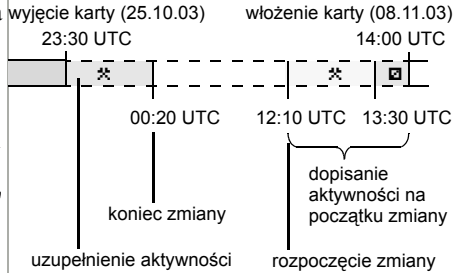 wyjęcie karty (25.10.03)
włożenie karty (08.11.03)
23:30 UTC
14:00 UTC
00:20 UTC
12:10 UTC
13:30 UTC
dopisanie
aktywności na
początku zmiany
koniec zmiany
uzupełnienie aktywności
rozpoczęcie zmiany